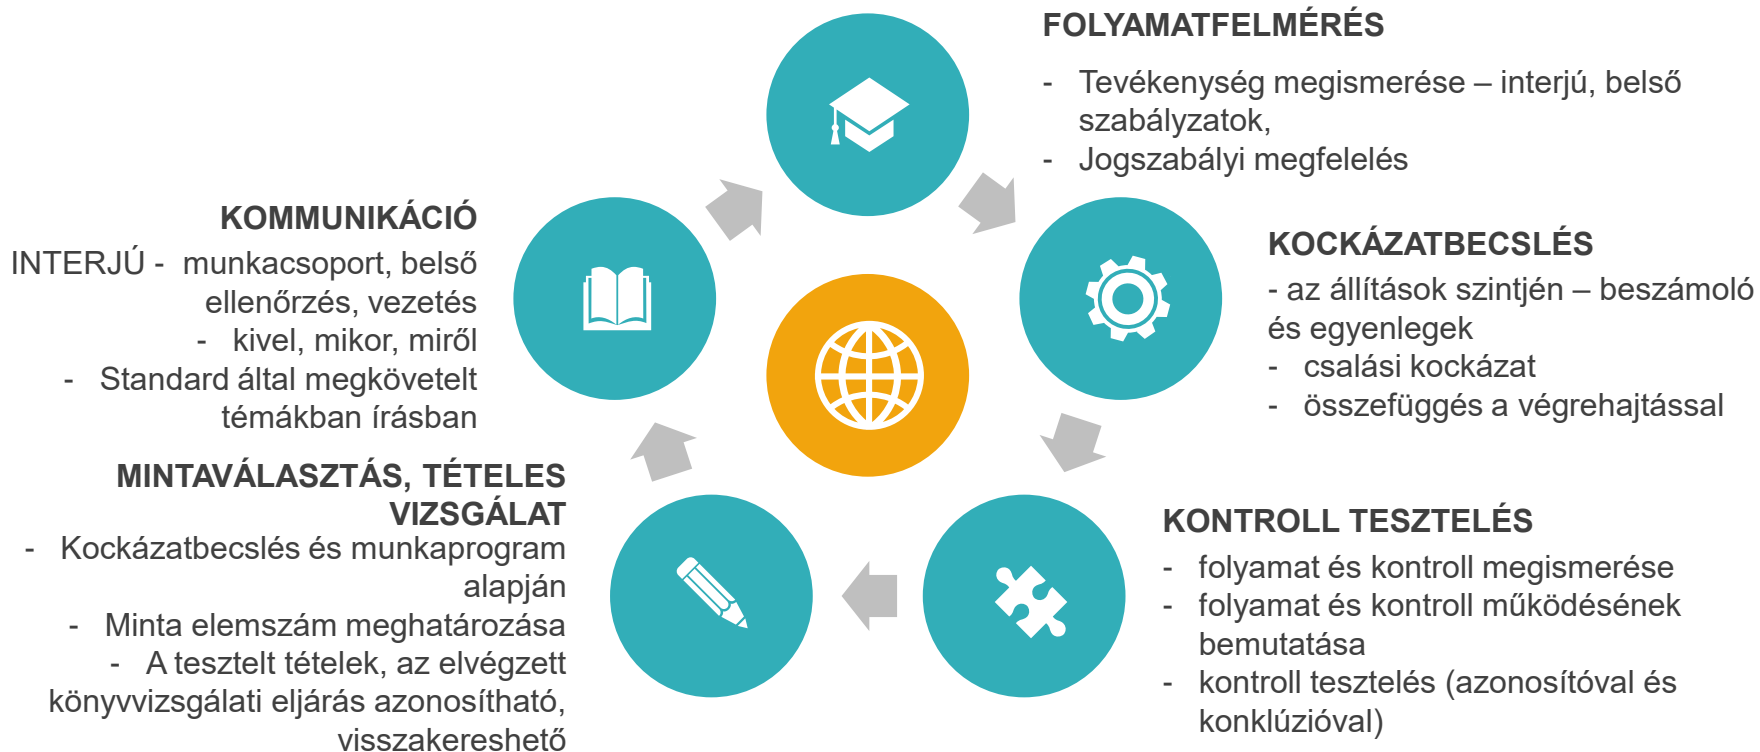 FOLYAMATFELMÉRÉS
- Tevékenység megismerése – interjú, belső
szabályzatok,
- Jogszabályi megfelelés
KOCKÁZATBECSLÉS
- az állítások szintjén – beszámoló
és egyenlegek
- csalási kockázat
- összefüggés a végrehajtással
KONTROLL TESZTELÉS
- folyamat és kontroll megismerése
- folyamat és kontroll működésének
bemutatása
- kontroll tesztelés (azonosítóval és
konklúzióval)
MINTAVÁLASZTÁS, TÉTELES
VIZSGÁLAT
- Kockázatbecslés és munkaprogram
alapján
- Minta elemszám meghatározása
- A tesztelt tételek, az elvégzett
könyvvizsgálati eljárás azonosítható,
visszakereshető
KOMMUNIKÁCIÓ
INTERJÚ - munkacsoport, belső
ellenőrzés, vezetés
- kivel, mikor, miről
- Standard által megkövetelt
témákban írásban